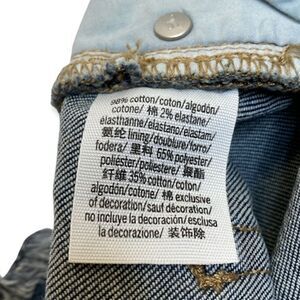 98% cotton/coton/algodón/
cotone/ 棉 2% elastane/
élasthanne/elastano/elastam/
氨纶 lining/doublure/forro/
fodera/ 里料 65% polyester/
poliéster/polyestere/ 聚酯
纤维 35% cotton/coton/
algodón/cotone/ 棉 exclusive
of decoration/sauf décoration/
no incluye la decoración/esclusa
la decorazione/ 装饰除